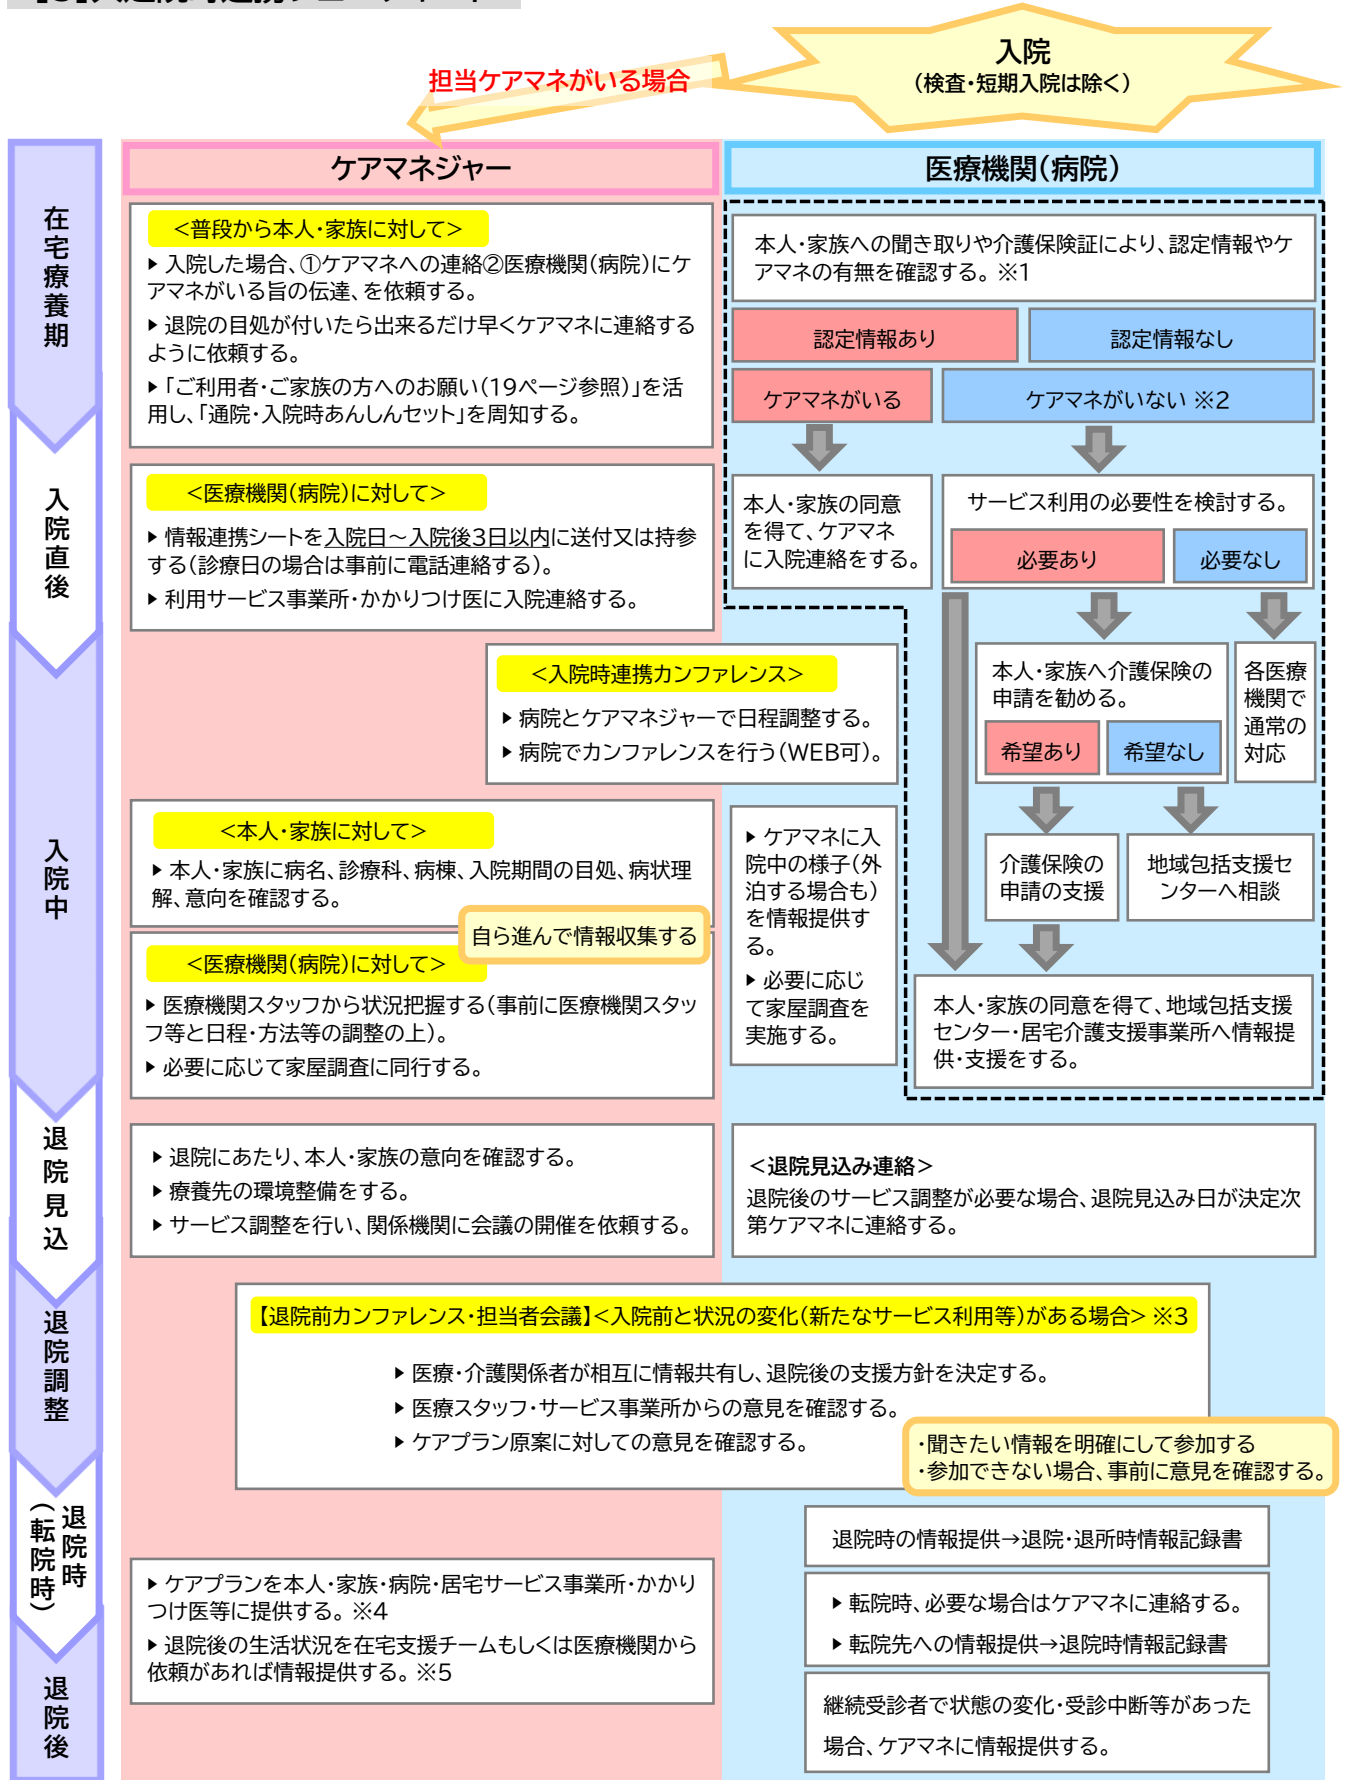 入院
(検査・短期入院は除く)
担当ケアマネがいる場合
ケアマネジャー
医療機関(病院)
在宅療養期
入院直後
入院中
退院見込
退院調整
退院時
(転院時)
退院後
<普段から本人・家族に対して>
▶ 入院した場合、①ケアマネへの連絡②医療機関(病院)にケ
アマネがいる旨の伝達、を依頼する。
▶ 退院の目処が付いたら出来るだけ早くケアマネに連絡する
ように依頼する。
▶ 「ご利用者・ご家族の方へのお願い(19ページ参照)」を活
用し、「通院・入院時あんしんセット」を周知する。
本人・家族への聞き取りや介護保険証により、認定情報やケ
アマネの有無を確認する。※1
認定情報あり
認定情報なし
ケアマネがいる
ケアマネがいない ※2
<医療機関(病院)に対して>
▶ 情報連携シートを入院日～入院後3日以内に送付又は持参
する(診療日の場合は事前に電話連絡する)。
▶ 利用サービス事業所・かかりつけ医に入院連絡する。
本人・家族の同意
を得て、ケアマネ
に入院連絡をする。
サービス利用の必要性を検討する。
必要あり
必要なし
<入院時連携カンファレンス>
▶ 病院とケアマネジャーで日程調整する。
▶ 病院でカンファレンスを行う(WEB可)。
本人・家族へ介護保険の
申請を勧める。
希望あり
希望なし
各医療
機関で
通常の
対応
<本人・家族に対して>
▶ 本人・家族に病名、診療科、病棟、入院期間の目処、病状理
解、意向を確認する。
自ら進んで情報収集する
<医療機関(病院)に対して>
▶ 医療機関スタッフから状況把握する(事前に医療機関スタッ
フ等と日程・方法等の調整の上)。
▶ 必要に応じて家屋調査に同行する。
▶ ケアマネに入
院中の様子(外
泊する場合も)
を情報提供す
る。
▶ 必要に応じ
て家屋調査を
実施する。
介護保険の
申請の支援
地域包括支援セ
ンターへ相談
本人・家族の同意を得て、地域包括支援
センター・居宅介護支援事業所へ情報提
供・支援をする。
▶ 退院にあたり、本人・家族の意向を確認する。
▶ 療養先の環境整備をする。
▶ サービス調整を行い、関係機関に会議の開催を依頼する。
<退院見込み連絡>
退院後のサービス調整が必要な場合、退院見込み日が決定次
第ケアマネに連絡する。
【退院前カンファレンス・担当者会議】<入院前と状況の変化(新たなサービス利用等)がある場合> ※3
▶ 医療・介護関係者が相互に情報共有し、退院後の支援方針を決定する。
▶ 医療スタッフ・サービス事業所からの意見を確認する。
▶ ケアプラン原案に対しての意見を確認する。
・聞きたい情報を明確にして参加する
・参加できない場合、事前に意見を確認する。
退院時の情報提供→退院・退所時情報記録書
▶ ケアプランを本人・家族・病院・居宅サービス事業所・かかり
つけ医等に提供する。※4
▶ 退院後の生活状況を在宅支援チームもしくは医療機関から
依頼があれば情報提供する。※5
▶ 転院時、必要な場合はケアマネに連絡する。
▶ 転院先への情報提供→退院時情報記録書
継続受診者で状態の変化・受診中断等があった
場合、ケアマネに情報提供する。